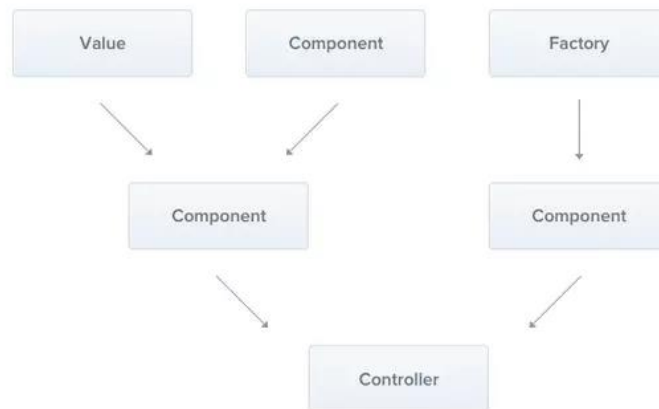 Value
Component
Factory
Component
Component
Controller